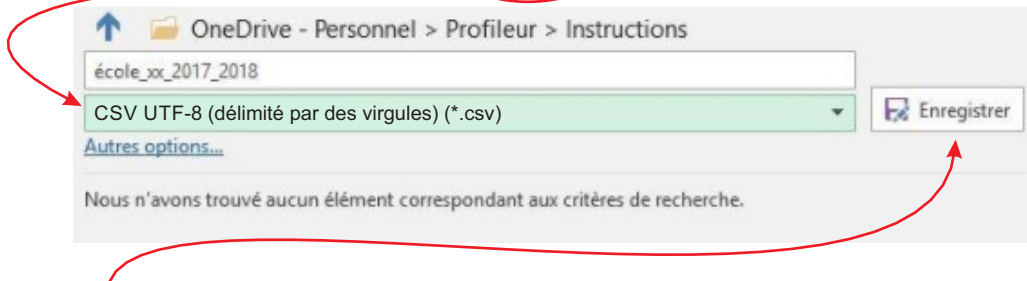 OneDrive - Personnel > Profileur > Instructions
école_xx_2017_2018
CSV UTF-8 (délimité par des virgules) (*.csv)
Enregistrer
Autres options...
Nous n'avons trouvé aucun élément correspondant aux critères de recherche.